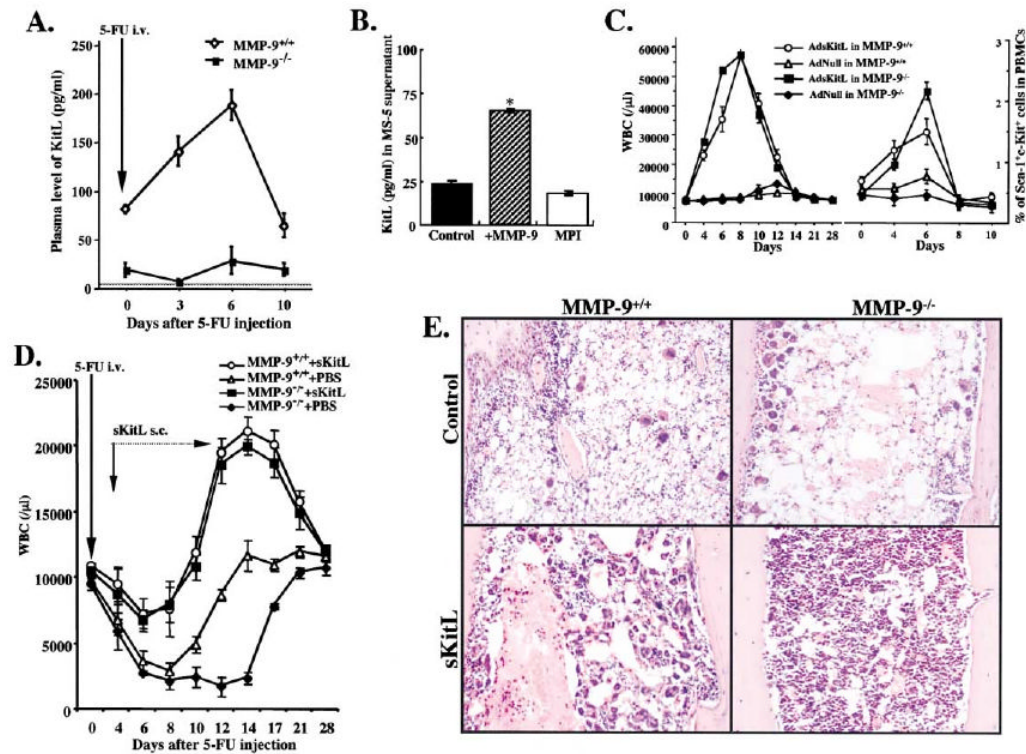 A.
5-FU i.v.
MMP-9+/+
MMP-9-/-
Plasma level of KitL (pg/ml)
250
200
150
100
50
0
0 3 6 10
Days after 5-FU injection
B.
KitL (pg/ml) in MS-5 supernatant
100
75
50
25
0
*
Control +MMP-9 MPI
C.
AdsKitL in MMP-9+/+
AdNull in MMP-9+/+
AdsKitL in MMP-9-/-
AdNull in MMP-9-/-
WBC (/µl)
60000
50000
40000
30000
20000
10000
0
0 4 6 8 10 12 14 21 28
Days
0 4 6 8 10
Days
3
2
1
0
% of Sca-1+c-Kit+ cells in PBMCs
D.
5-FU i.v.
MMP-9+/+ +sKitL
MMP-9+/+ +PBS
MMP-9-/- +sKitL
MMP-9-/- +PBS
sKitL s.c.
WBC (/µl)
25000
20000
15000
10000
5000
0
0 4 6 8 10 12 14 17 21 28
Days after 5-FU injection
E.
MMP-9+/+ MMP-9-/-
Control
sKitL